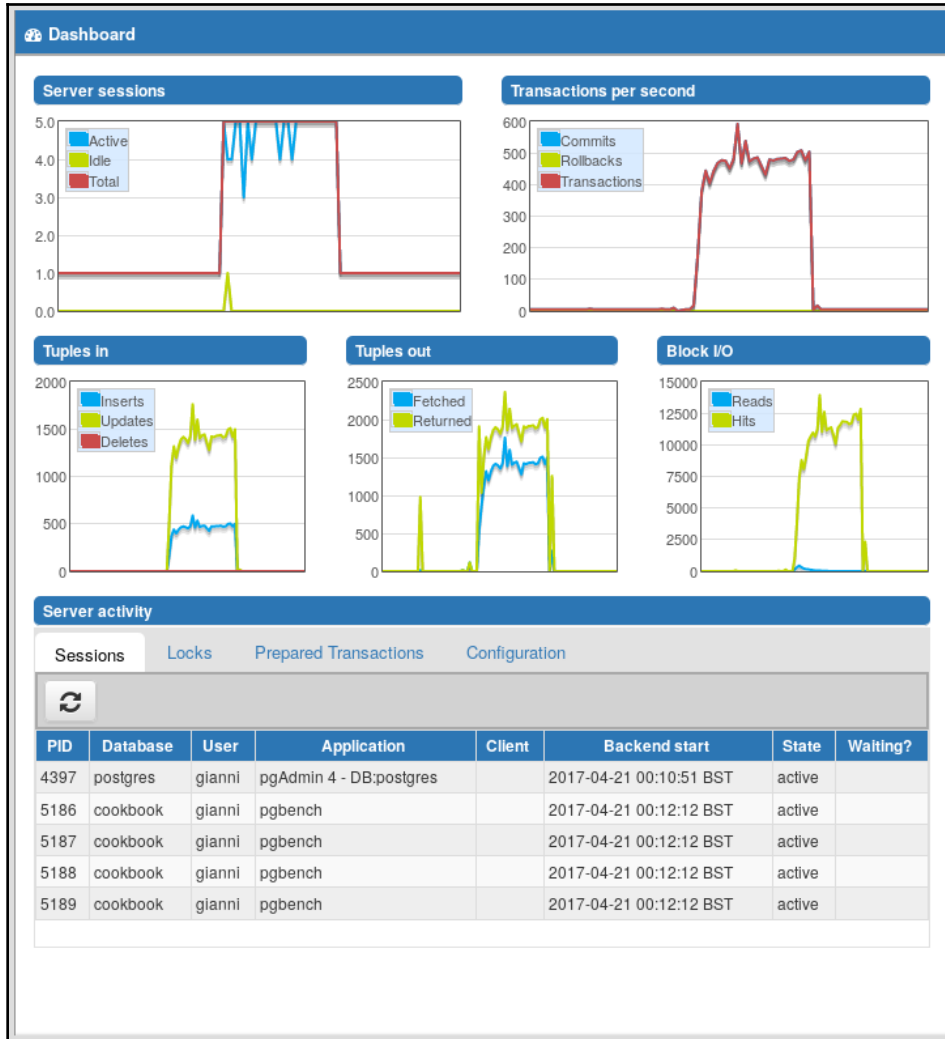 Dashboard
Server sessions
5.0
4.0
3.0
2.0
1.0
0.0
Active
Idle
Total
Transactions per second
600
500
400
300
200
100
0
Commits
Rollbacks
Transactions
Tuples in
2000
1500
1000
500
0
Inserts
Updates
Deletes
Tuples out
2500
2000
1500
1000
500
0
Fetched
Returned
Block I/O
15000
12500
10000
7500
5000
2500
0
Reads
Hits
Server activity
Sessions Locks Prepared Transactions Configuration
PID Database User Application Client Backend start State Waiting?
4397 postgres gianni pgAdmin 4 - DB:postgres 2017-04-21 00:10:51 BST active
5186 cookbook gianni pgbench 2017-04-21 00:12:12 BST active
5187 cookbook gianni pgbench 2017-04-21 00:12:12 BST active
5188 cookbook gianni pgbench 2017-04-21 00:12:12 BST active
5189 cookbook gianni pgbench 2017-04-21 00:12:12 BST active